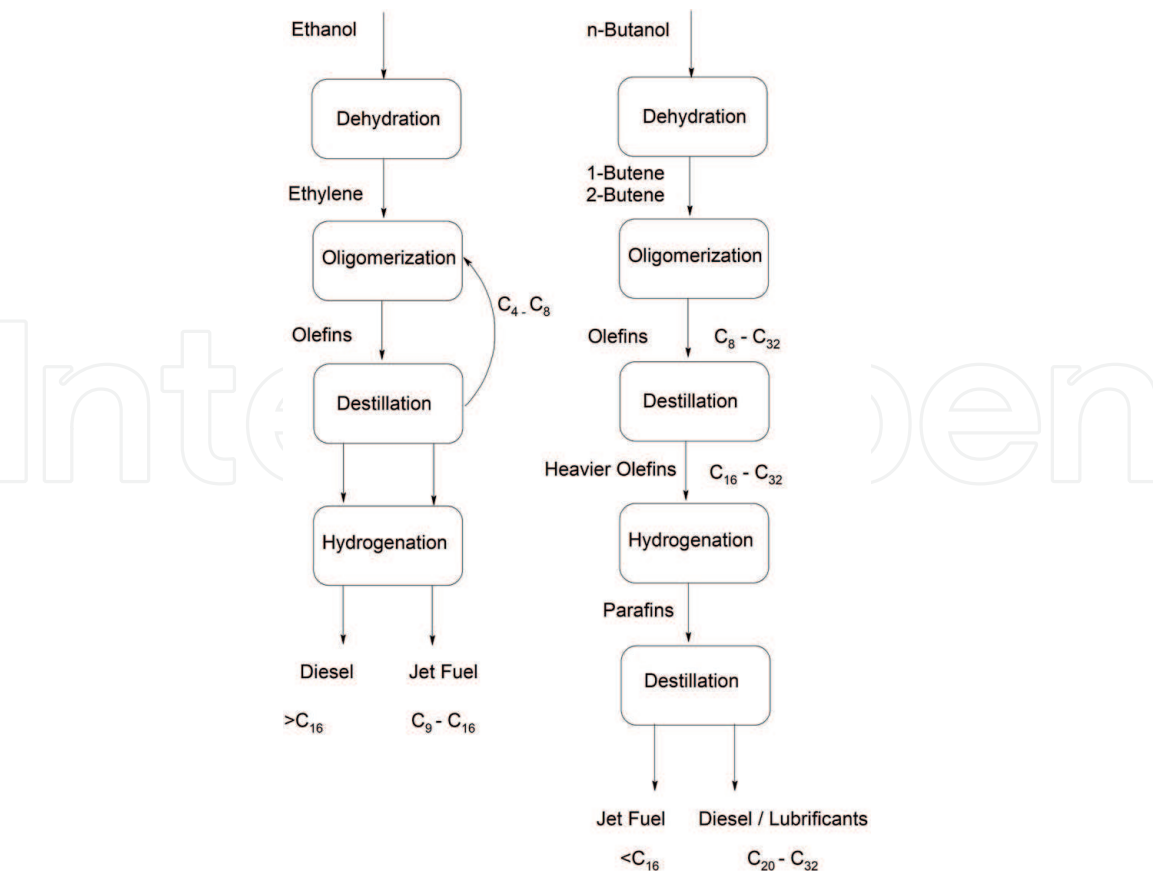 Ethanol
Dehydration
Ethylene
Oligomerization
C4 - C8
Olefins
Destillation
Hydrogenation
Diesel
Jet Fuel
>C16
C9 - C16
n-Butanol
Dehydration
1-Butene
2-Butene
Oligomerization
Olefins
C8 - C32
Destillation
Heavier Olefins
C16 - C32
Hydrogenation
Parafins
Destillation
Jet Fuel
Diesel / Lubrificants
<C16
C20 - C32